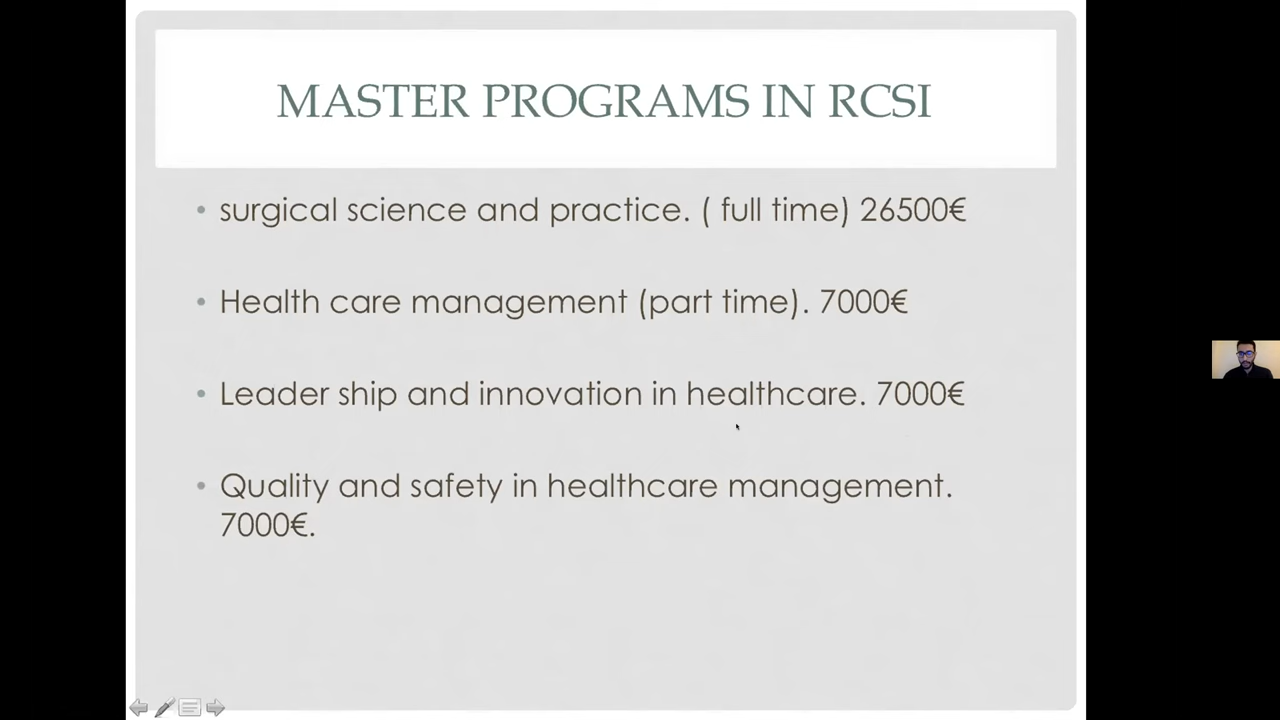 MASTER PROGRAMS IN RCSI
• surgical science and practice. ( full time) 26500€
• Health care management (part time). 7000€
• Leader ship and innovation in healthcare. 7000€
• Quality and safety in healthcare management.
7000€.